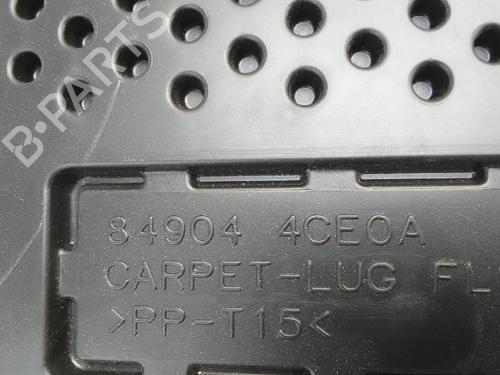 B-PARTS
84904 4CE0A
CARPET-LUG FL
>PP-T15<